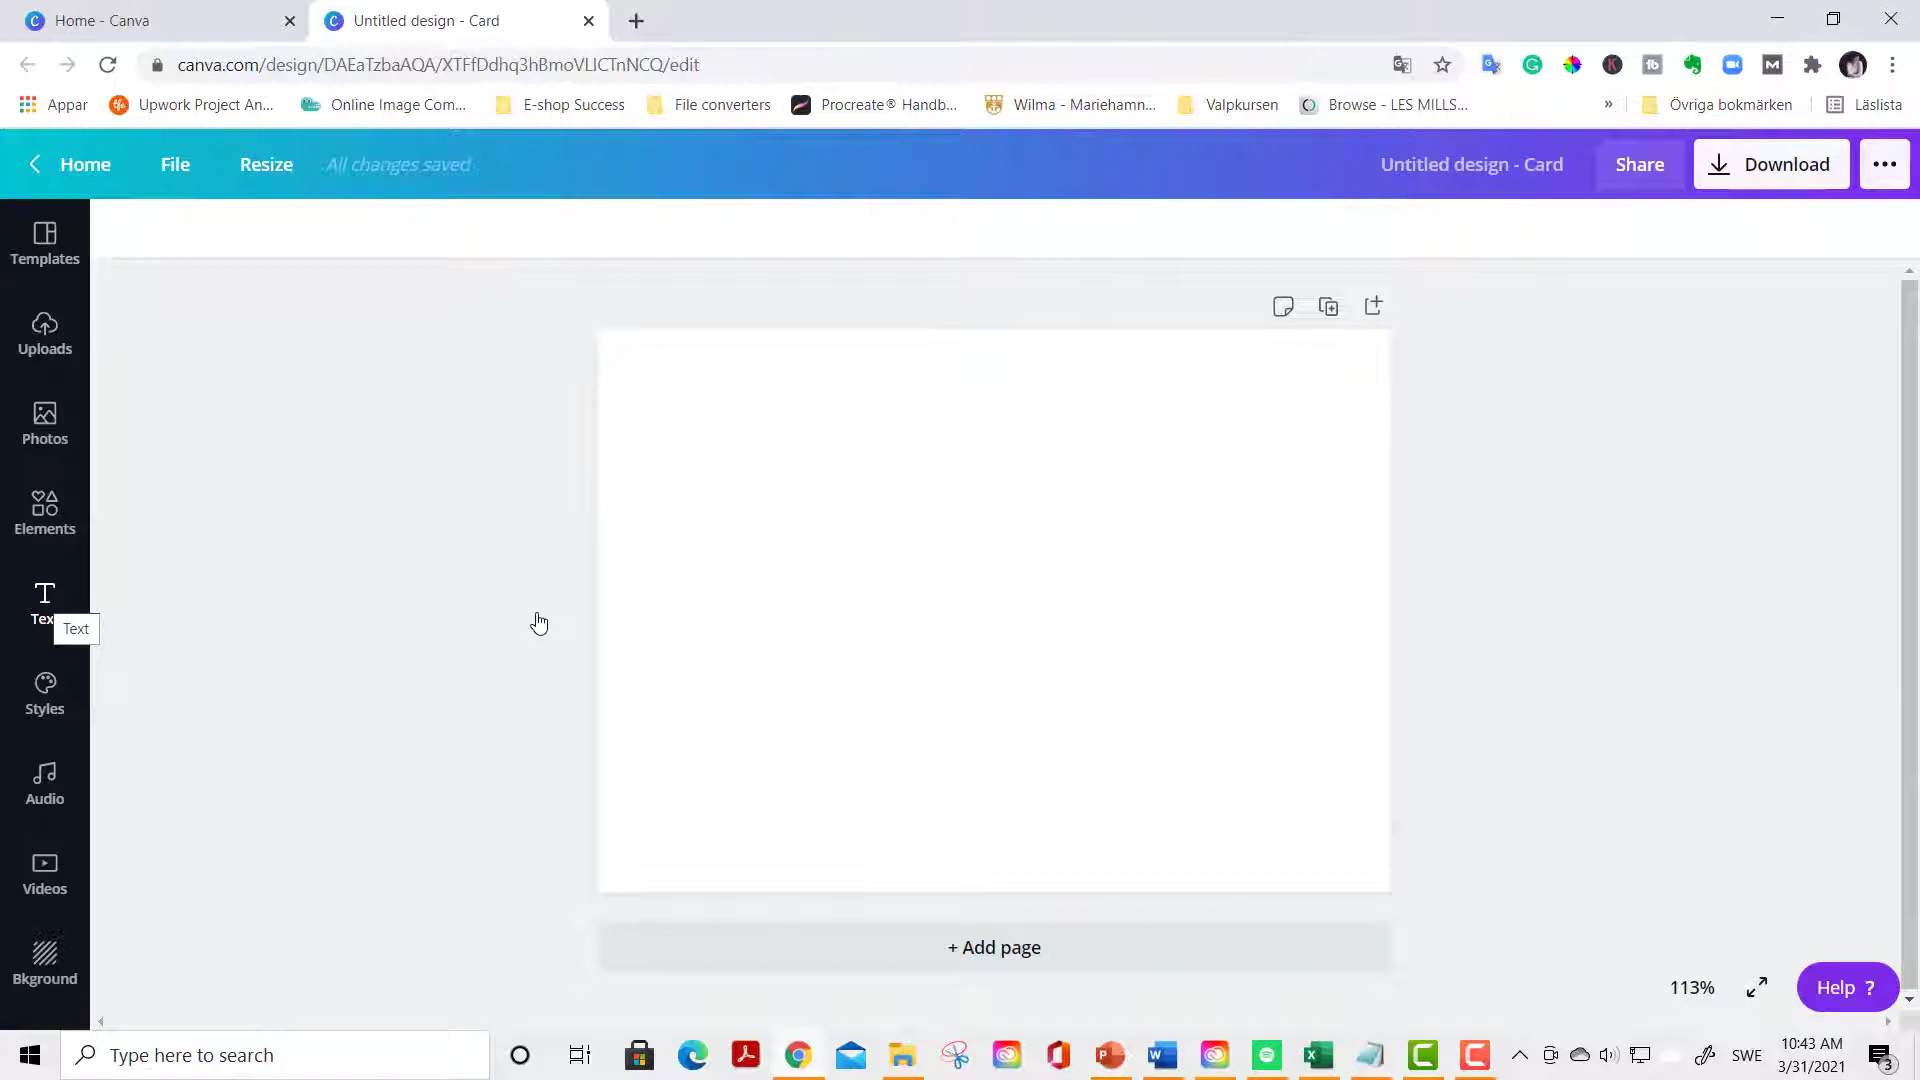 Home - Canva
Untitled design - Card
canva.com/design/DAEaTzbaAQA/XTFfDdhq3hBmoVLICTnNCQ/edit
Appar
Upwork Project An...
Online Image Com...
E-shop Success
File converters
Procreate® Handb...
Wilma - Mariehamn...
Valpkursen
Browse - LES MILLS...
»
Övriga bokmärken
Läslista
Home
File
Resize
All changes saved
Untitled design - Card
Share
Download
Templates
Uploads
Photos
Elements
Tex
Text
Styles
Audio
Videos
Bkground
+ Add page
113%
Help ?
Type here to search
SWE
10:43 AM
3/31/2021
3